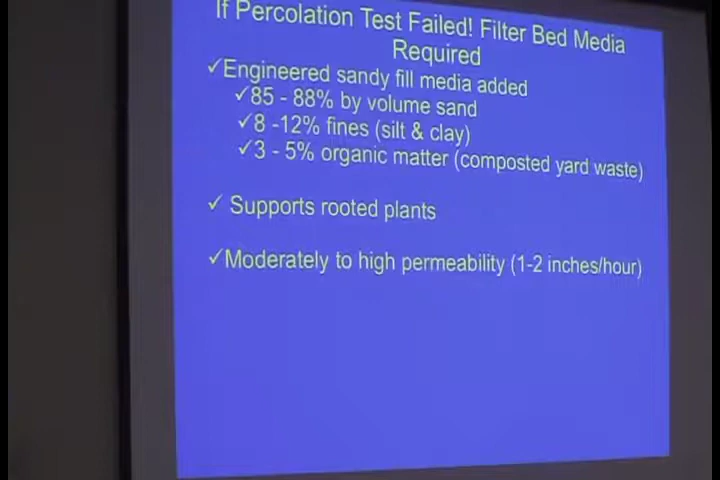 If Percolation Test Failed! Filter Bed Media
Required
✓Engineered sandy fill media added
✓85 - 88% by volume sand
✓8 -12% fines (silt & clay)
✓3 - 5% organic matter (composted yard waste)
✓ Supports rooted plants
✓Moderately to high permeability (1-2 inches/hour)